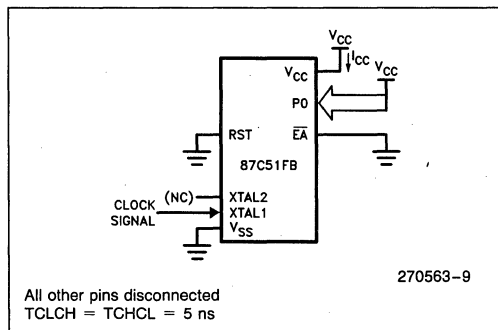 VCC
ICC
VCC
VCC
P0
RST
EA
87C51FB
(NC)
XTAL2
CLOCK
SIGNAL
XTAL1
VSS
270563-9
All other pins disconnected
TCLCH = TCHCL = 5 ns